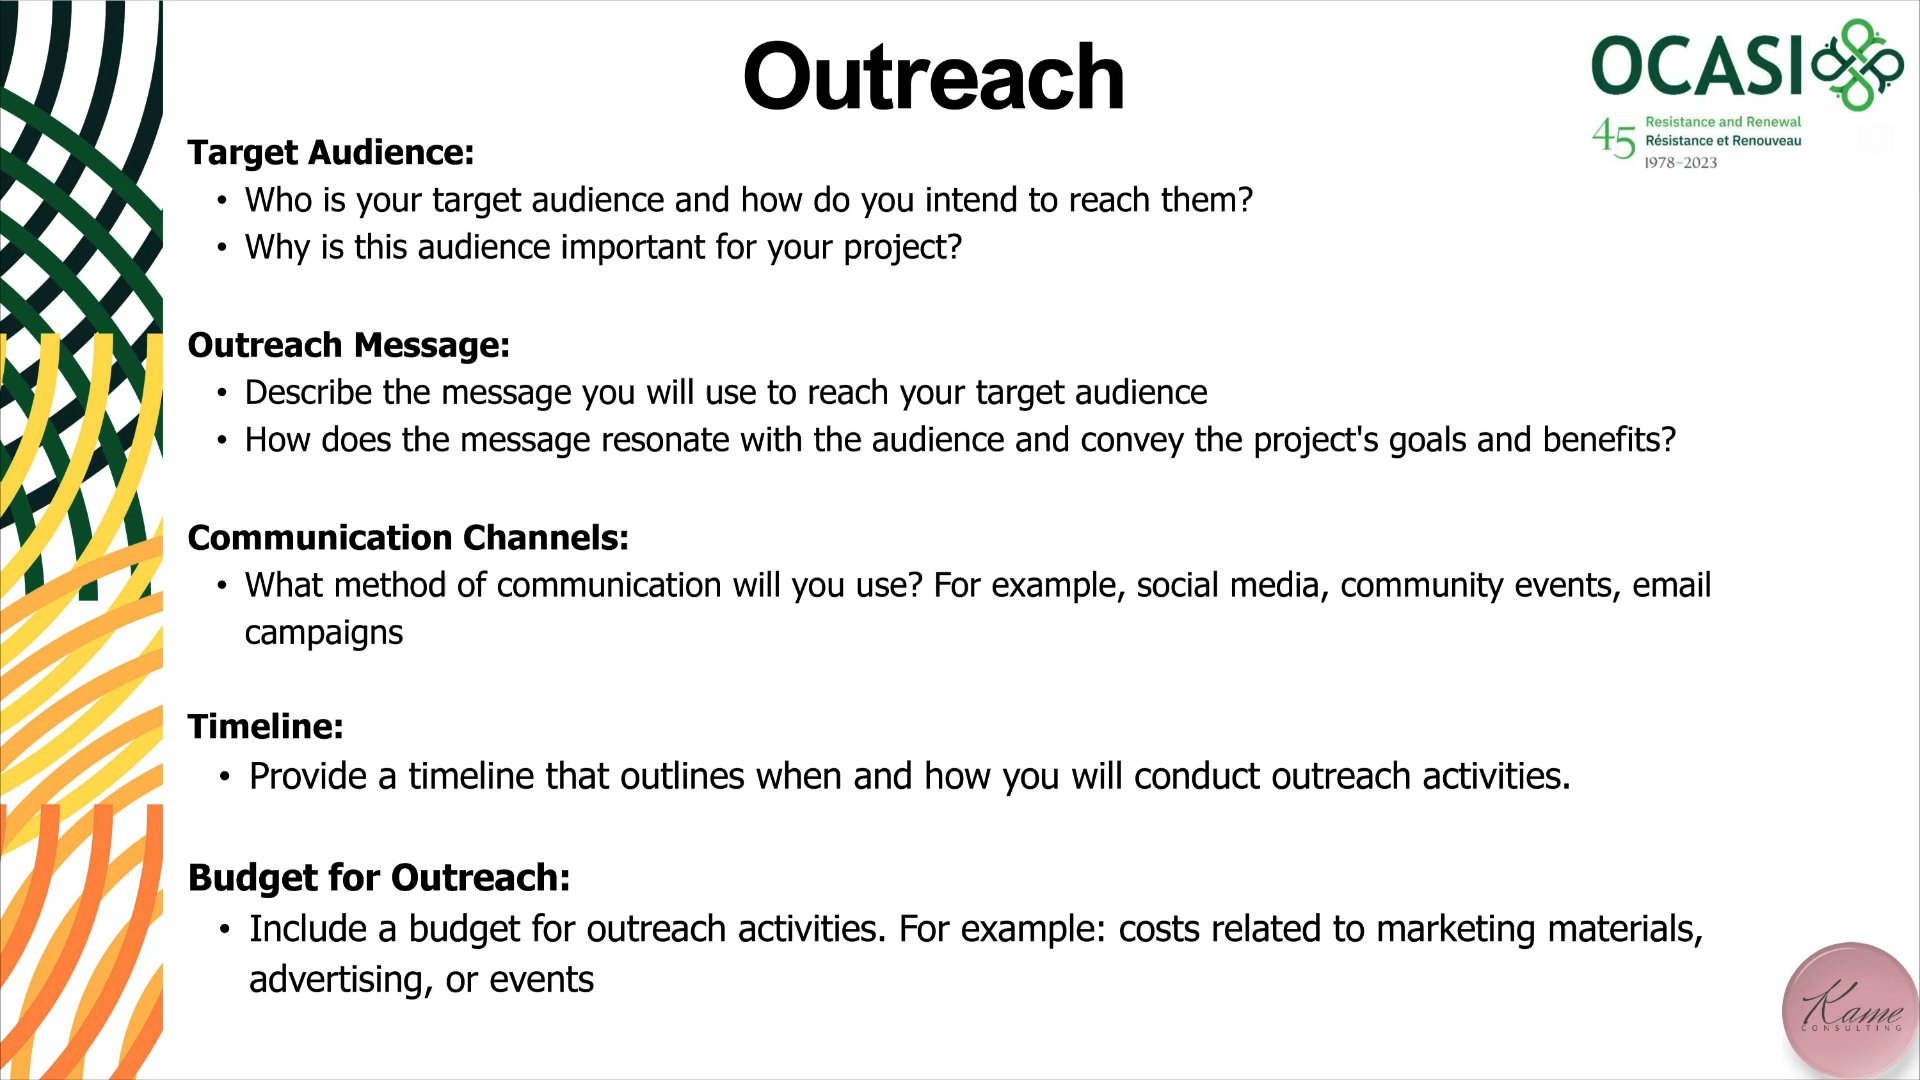 Outreach
OCASI
45
Resistance and Renewal
Résistance et Renouveau
1978–2023
Target Audience:
• Who is your target audience and how do you intend to reach them?
• Why is this audience important for your project?
Outreach Message:
• Describe the message you will use to reach your target audience
• How does the message resonate with the audience and convey the project's goals and benefits?
Communication Channels:
• What method of communication will you use? For example, social media, community events, email
campaigns
Timeline:
• Provide a timeline that outlines when and how you will conduct outreach activities.
Budget for Outreach:
• Include a budget for outreach activities. For example: costs related to marketing materials,
advertising, or events
Kame
CONSULTING